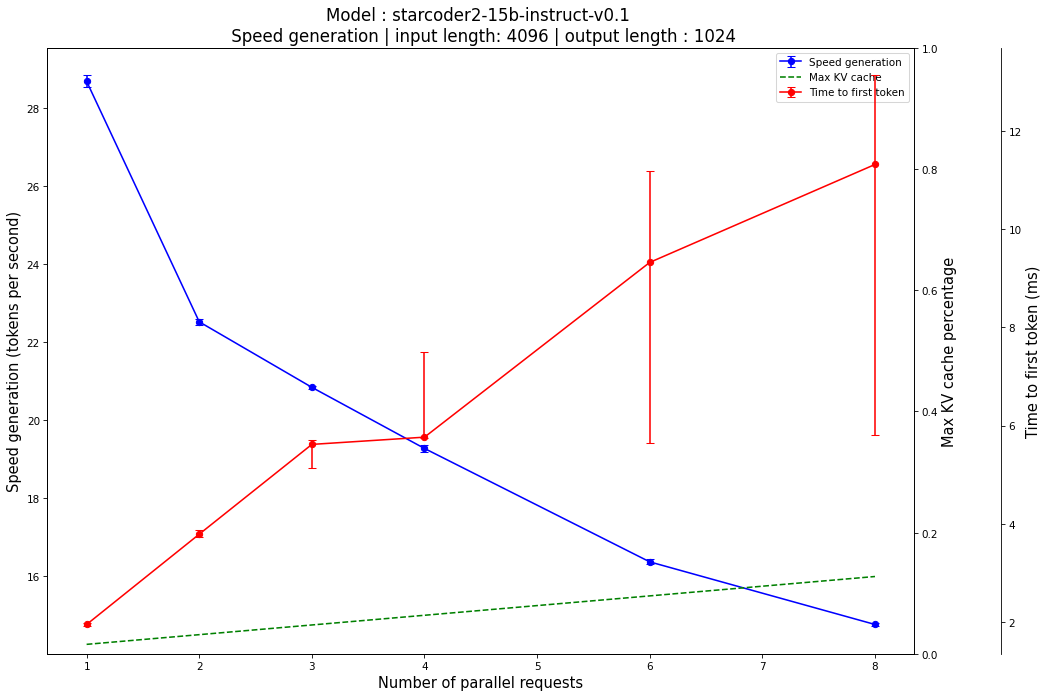 Model : starcoder2-15b-instruct-v0.1
Speed generation | input length: 4096 | output length : 1024
Speed generation
Max KV cache
Time to first token
Speed generation (tokens per second)
28
26
24
22
20
18
16
1.0
0.8
0.6
0.4
0.2
0.0
Max KV cache percentage
12
10
8
6
4
2
Time to first token (ms)
1 2 3 4 5 6 7 8
Number of parallel requests